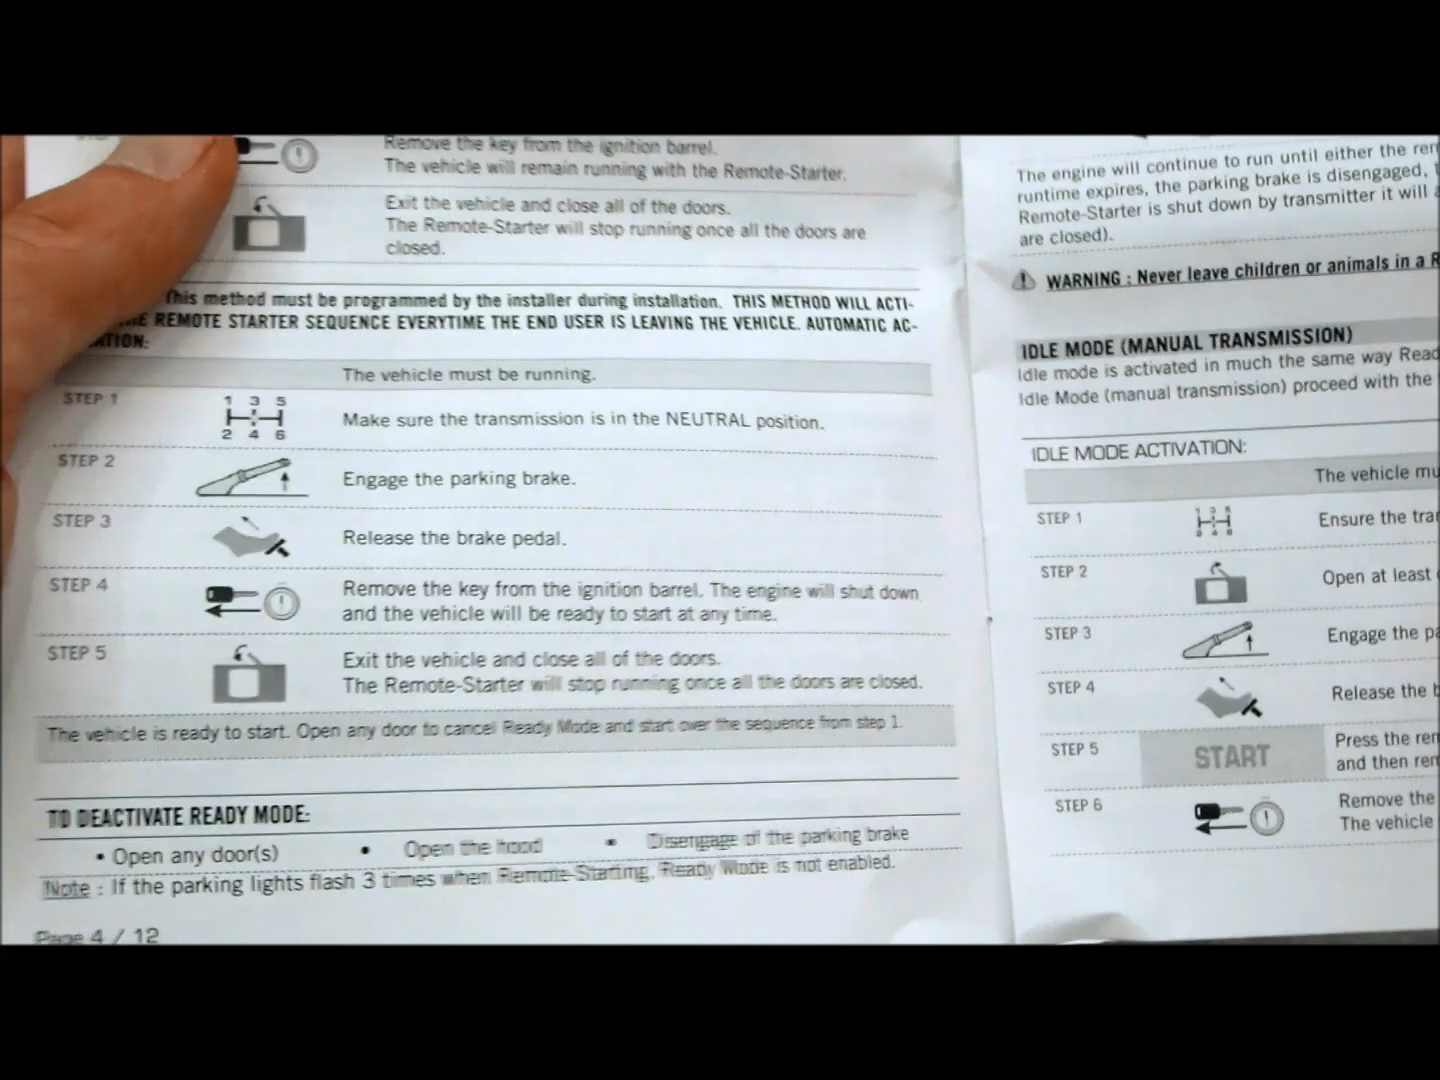 Remove the key from the ignition barrel.
The vehicle will remain running with the Remote-Starter.
Exit the vehicle and close all of the doors.
The Remote-Starter will stop running once all the doors are
closed.
This method must be programmed by the installer during installation. THIS METHOD WILL ACTI-
REMOTE STARTER SEQUENCE EVERYTIME THE END USER IS LEAVING THE VEHICLE. AUTOMATIC AC-
ATION:
The vehicle must be running.
STEP 1
1 3 5
2 4 6
Make sure the transmission is in the NEUTRAL position.
STEP 2
Engage the parking brake.
STEP 3
Release the brake pedal.
STEP 4
Remove the key from the ignition barrel. The engine will shut down
and the vehicle will be ready to start at any time.
STEP 5
Exit the vehicle and close all of the doors.
The Remote-Starter will stop running once all the doors are closed.
The vehicle is ready to start. Open any door to cancel Ready Mode and start over the sequence from step 1.
TO DEACTIVATE READY MODE:
• Open any door(s) • Open the hood • Disengage of the parking brake
Note : If the parking lights flash 3 times when Remote-Starting, Ready Mode is not enabled.
Page 4 / 12
The engine will continue to run until either the
runtime expires, the parking brake is disengaged,
Remote-Starter is shut down by transmitter it will
are closed).
WARNING : Never leave children or animals in a R
IDLE MODE (MANUAL TRANSMISSION)
Idle mode is activated in much the same way Read
Idle Mode (manual transmission) proceed with the
IDLE MODE ACTIVATION:
The vehicle mu
STEP 1
1 3 5
2 4 6
Ensure the tra
STEP 2
Open at least
STEP 3
Engage the pa
STEP 4
Release the b
STEP 5
START
Press the rem
and then rem
STEP 6
Remove the
The vehicle